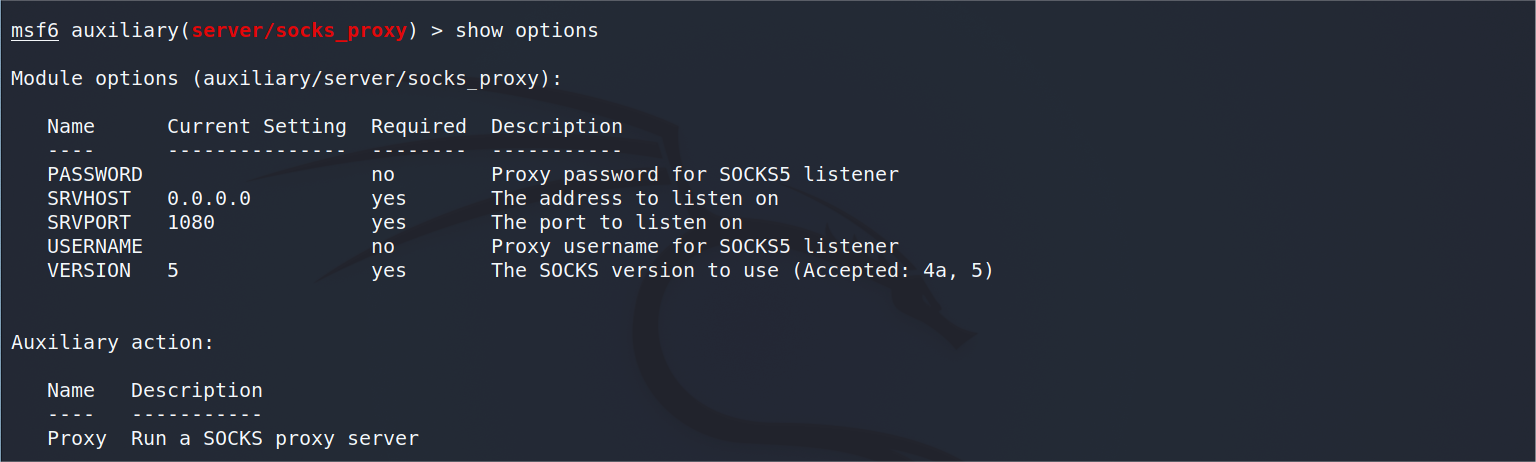 msf6 auxiliary(server/socks_proxy) > show options
Module options (auxiliary/server/socks_proxy):
Name      Current Setting  Required  Description
----      ---------------  --------  -----------
PASSWORD                   no        Proxy password for SOCKS5 listener
SRVHOST   0.0.0.0          yes       The address to listen on
SRVPORT   1080             yes       The port to listen on
USERNAME                   no        Proxy username for SOCKS5 listener
VERSION   5                yes       The SOCKS version to use (Accepted: 4a, 5)
Auxiliary action:
Name   Description
----   -----------
Proxy  Run a SOCKS proxy server